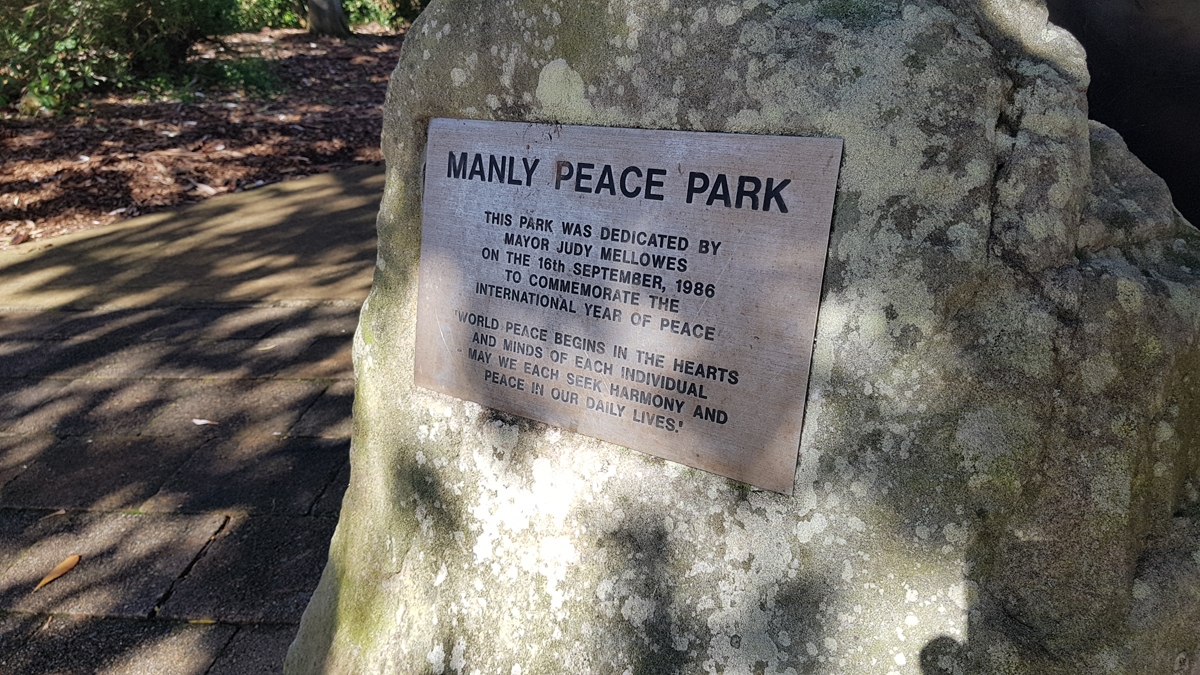 MANLY PEACE PARK
THIS PARK WAS DEDICATED BY
MAYOR JUDY MELLOWES
ON THE 16th SEPTEMBER, 1986
TO COMMEMORATE THE
INTERNATIONAL YEAR OF PEACE
'WORLD PEACE BEGINS IN THE HEARTS
AND MINDS OF EACH INDIVIDUAL
MAY WE EACH SEEK HARMONY AND
PEACE IN OUR DAILY LIVES.'